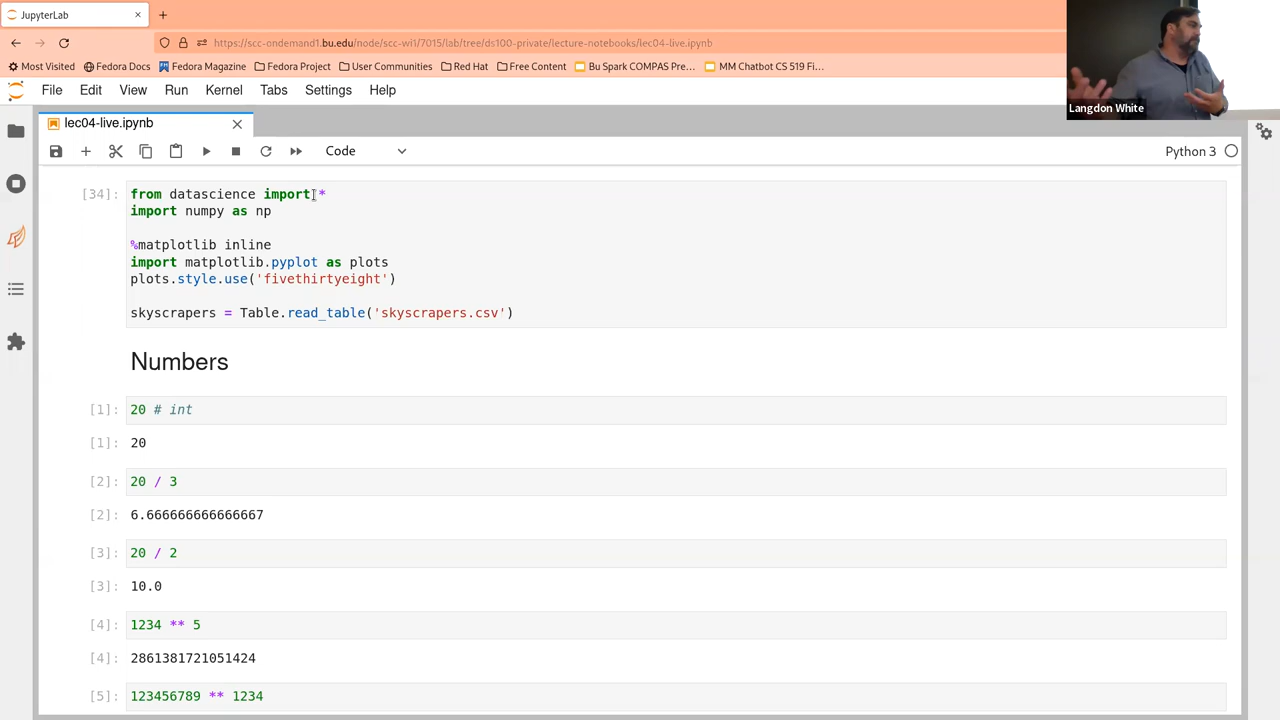 JupyterLab
https://scc-ondemand1.bu.edu/node/scc-wi1/7015/lab/tree/ds100-private/lecture-notebooks/lec04-live.ipynb
Most Visited Fedora Docs Fedora Magazine Fedora Project User Communities Red Hat Free Content Bu Spark COMPAS Pre... MM Chatbot CS 519 Fi...
Langdon White
File Edit View Run Kernel Tabs Settings Help
lec04-live.ipynb
Code Python 3
[34]: from datascience import *
import numpy as np
%matplotlib inline
import matplotlib.pyplot as plots
plots.style.use('fivethirtyeight')
skyscrapers = Table.read_table('skyscrapers.csv')
Numbers
[1]: 20 # int
[1]: 20
[2]: 20 / 3
[2]: 6.666666666666667
[3]: 20 / 2
[3]: 10.0
[4]: 1234 ** 5
[4]: 2861381721051424
[5]: 123456789 ** 1234